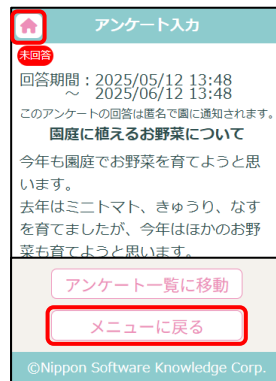 アンケート入力
未回答
回答期間：2025/05/12 13:48
～ 2025/06/12 13:48
このアンケートの回答は匿名で園に通知されます。
園庭に植えるお野菜について
今年も園庭でお野菜を育てようと思
います。
去年はミニトマト、きゅうり、なす
を育てましたが、今年はほかのお野
菜も育てようと思います。
アンケート一覧に移動
メニューに戻る
©Nippon Software Knowledge Corp.